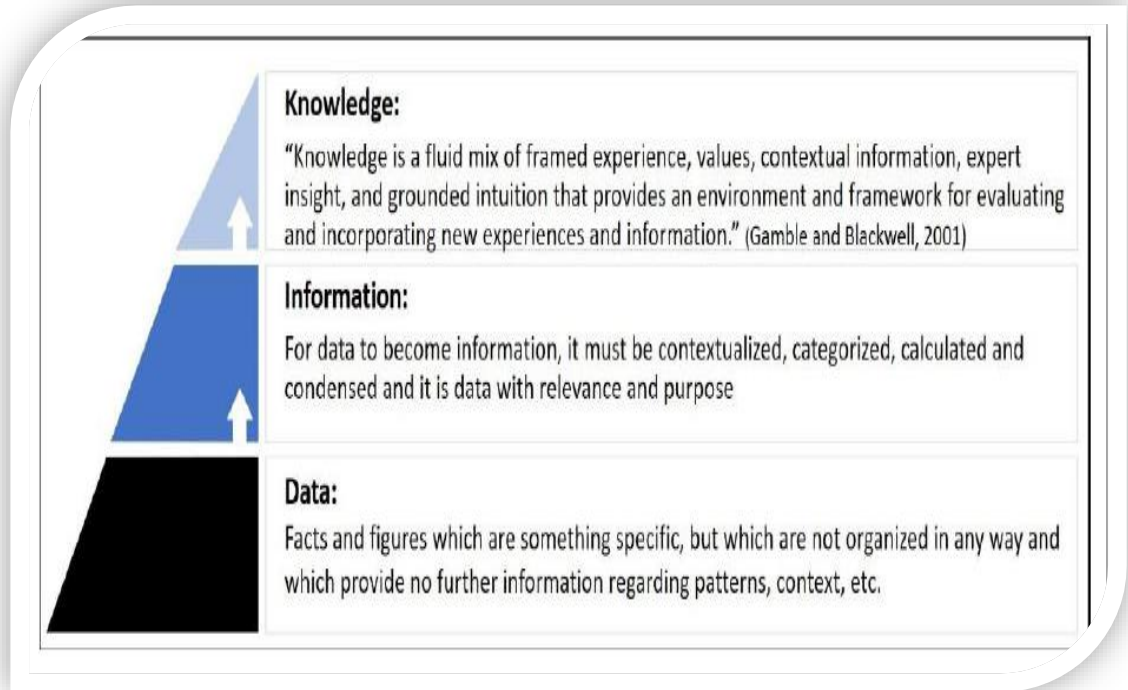 Knowledge:
“Knowledge is a fluid mix of framed experience, values, contextual information, expert
insight, and grounded intuition that provides an environment and framework for evaluating
and incorporating new experiences and information.” (Gamble and Blackwell, 2001)
Information:
For data to become information, it must be contextualized, categorized, calculated and
condensed and it is data with relevance and purpose
Data:
Facts and figures which are something specific, but which are not organized in any way and
which provide no further information regarding patterns, context, etc.